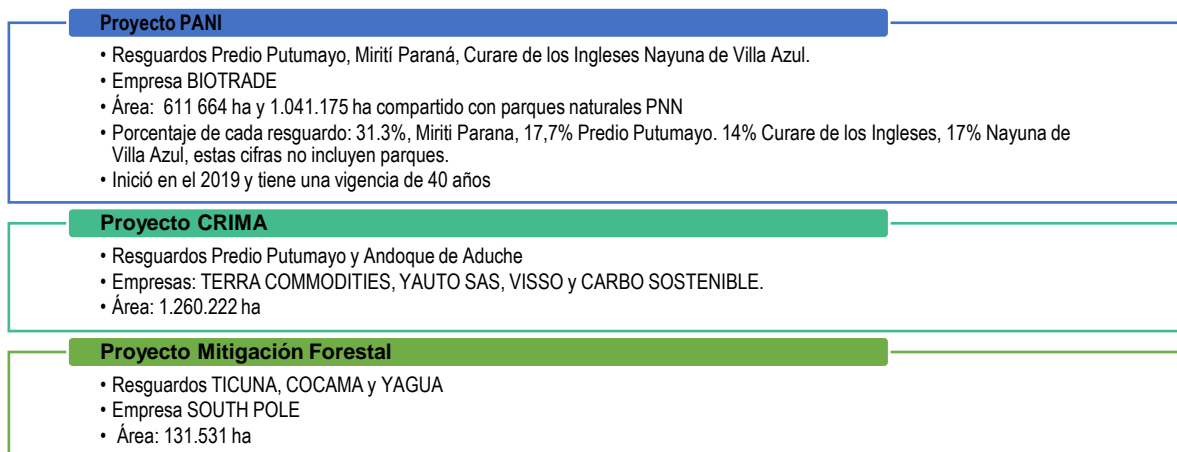 Proyecto PANI
• Resguardos Predio Putumayo, Mirití Paraná, Curare de los Ingleses Nayuna de Villa Azul.
• Empresa BIOTRADE
• Área: 611 664 ha y 1.041.175 ha compartido con parques naturales PNN
• Porcentaje de cada resguardo: 31.3%, Miriti Parana, 17,7% Predio Putumayo. 14% Curare de los Ingleses, 17% Nayuna de
Villa Azul, estas cifras no incluyen parques.
• Inició en el 2019 y tiene una vigencia de 40 años
Proyecto CRIMA
• Resguardos Predio Putumayo y Andoque de Aduche
• Empresas: TERRA COMMODITIES, YAUTO SAS, VISSO y CARBO SOSTENIBLE.
• Área: 1.260.222 ha
Proyecto Mitigación Forestal
• Resguardos TICUNA, COCAMA y YAGUA
• Empresa SOUTH POLE
• Área: 131.531 ha